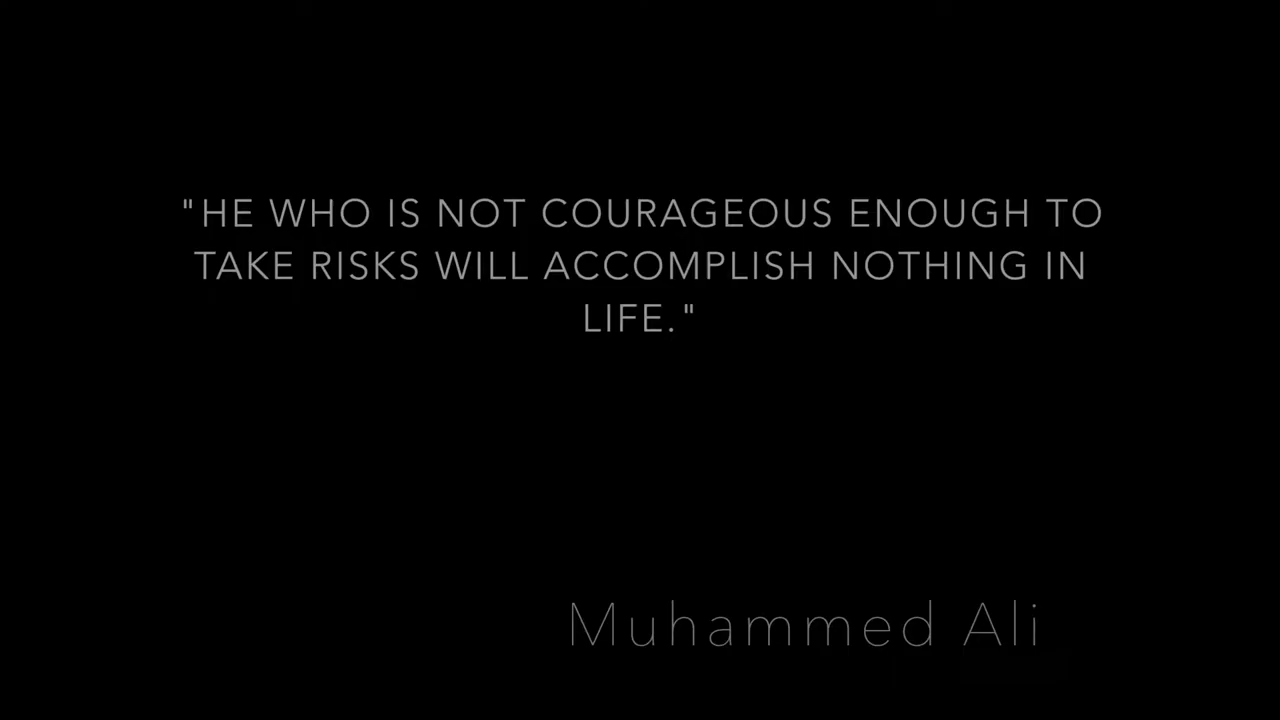 "HE WHO IS NOT COURAGEOUS ENOUGH TO
TAKE RISKS WILL ACCOMPLISH NOTHING IN
LIFE."
Muhammed Ali